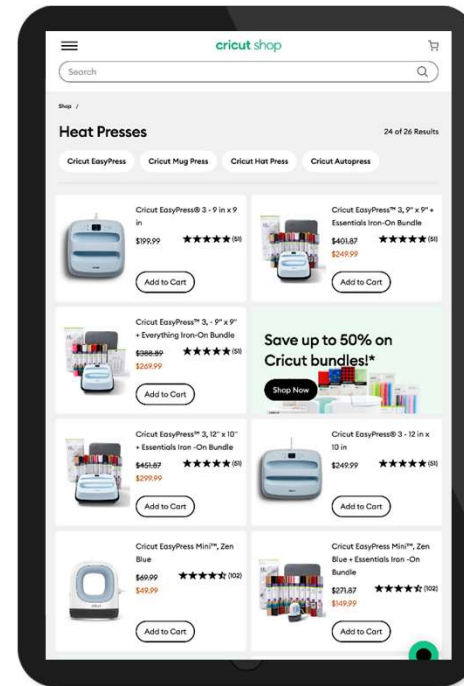 cricut shop
Search
Shop /
Heat Presses
24 of 26 Results
Cricut EasyPress
Cricut Mug Press
Cricut Hat Press
Cricut Autopress
Cricut EasyPress® 3 - 9 in x 9
in
$199.99
(51)
Add to Cart
Cricut EasyPress™ 3, 9" x 9" +
Essentials Iron-On Bundle
$401.87
(51)
$249.99
Add to Cart
Cricut EasyPress™ 3, - 9" x 9"
+ Everything Iron-On Bundle
$388.89
(51)
$269.99
Add to Cart
Save up to 50% on
Cricut bundles!*
Shop Now
Cricut EasyPress™ 3, 12" x 10"
+ Essentials Iron -On Bundle
$451.87
(51)
$299.99
Add to Cart
Cricut EasyPress® 3 - 12 in x
10 in
$249.99
(51)
Add to Cart
Cricut EasyPress Mini™, Zen
Blue
$69.99
(102)
$49.99
Add to Cart
Cricut EasyPress Mini™, Zen
Blue + Essentials Iron -On
Bundle
$271.87
(102)
$149.99
Add to Cart